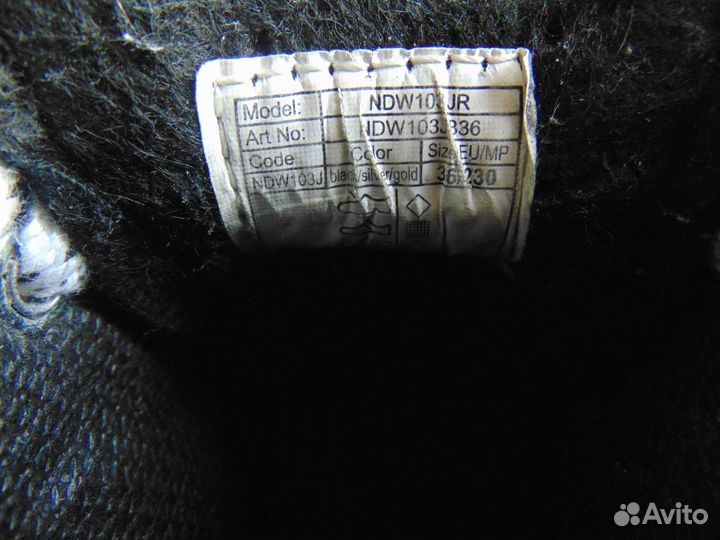 Model: NDW103JR
Art No: NDW103JB36
Code Color Size EU/MP
NDW103J black/silver/gold 36/230
Avito